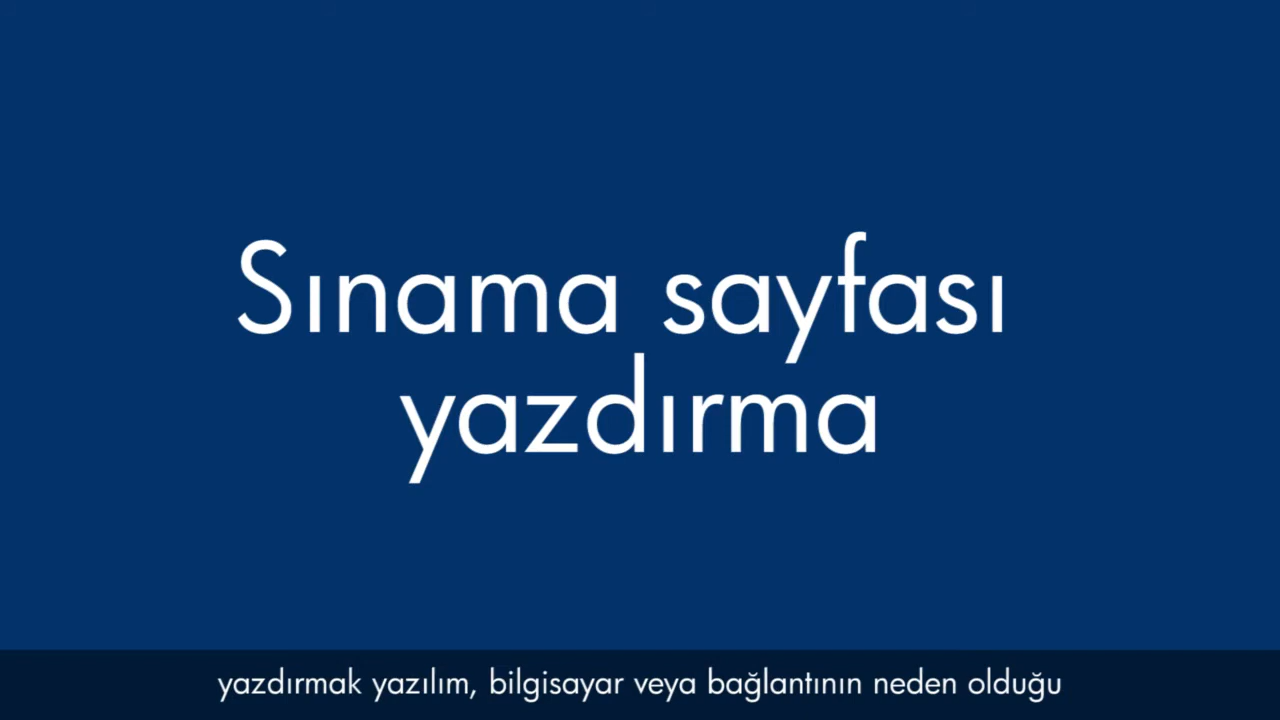 Sınama sayfası
yazdırma
yazdırmak yazılım, bilgisayar veya bağlantının neden olduğu